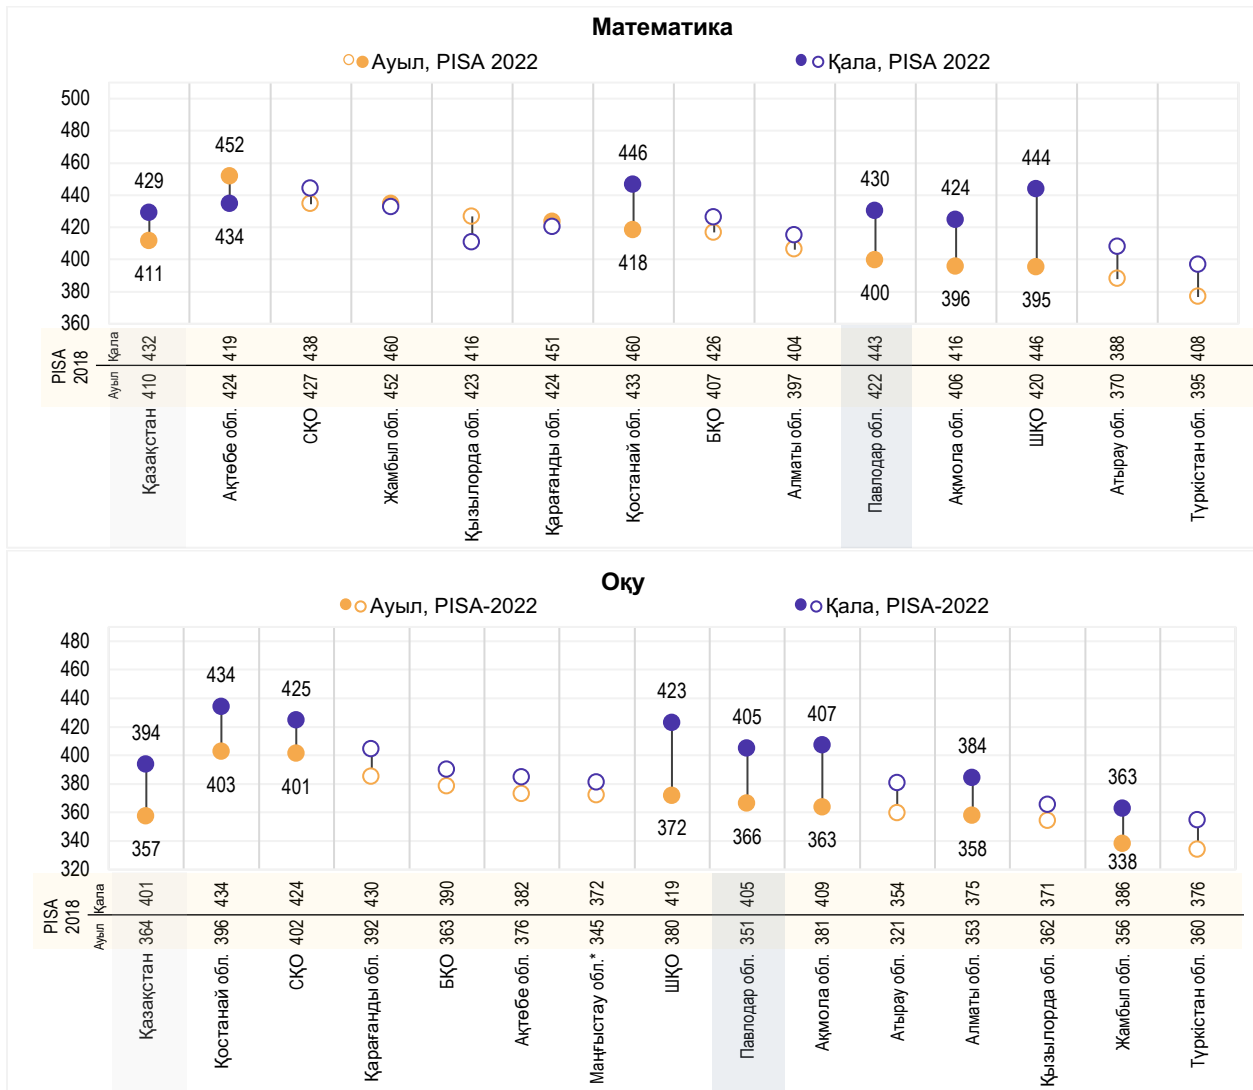 Математика
Ауыл, PISA 2022 Қала, PISA 2022
500
480
460
440
420
400
380
360
429 452 446 430 424 444
411 434 418 400 396 395
PISA 2018
Қала 432 419 438 460 416 451 460 426 404 443 416 446 388 408
Ауыл 410 424 427 452 423 424 433 407 397 422 406 420 370 395
Қазақстан Ақтөбе обл. СҚО Жамбыл обл. Қызылорда обл. Қарағанды обл. Қостанай обл. БҚО Алматы обл. Павлодар обл. Ақмола обл. ШҚО Атырау обл. Түркістан обл.
Оқу
Ауыл, PISA-2022 Қала, PISA-2022
480
460
440
420
400
380
360
340
320
394 434 425 423 405 407 384 363
357 403 401 372 366 363 358 338
PISA 2018
Қала 401 434 424 430 390 382 372 419 405 409 354 375 371 386 376
Ауыл 364 396 402 392 363 376 345 380 351 381 321 353 362 356 360
Қазақстан Қостанай обл. СҚО Қарағанды обл. БҚО Ақтөбе обл. Маңғыстау обл.* ШҚО Павлодар обл. Ақмола обл. Атырау обл. Алматы обл. Қызылорда обл. Жамбыл обл. Түркістан обл.